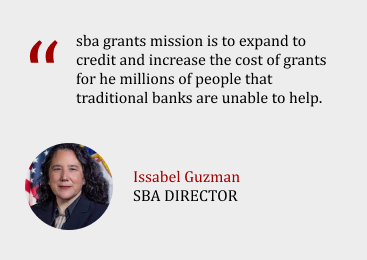 “
sba grants mission is to expand to
credit and increase the cost of grants
for he millions of people that
traditional banks are unable to help.
Issabel Guzman
SBA DIRECTOR